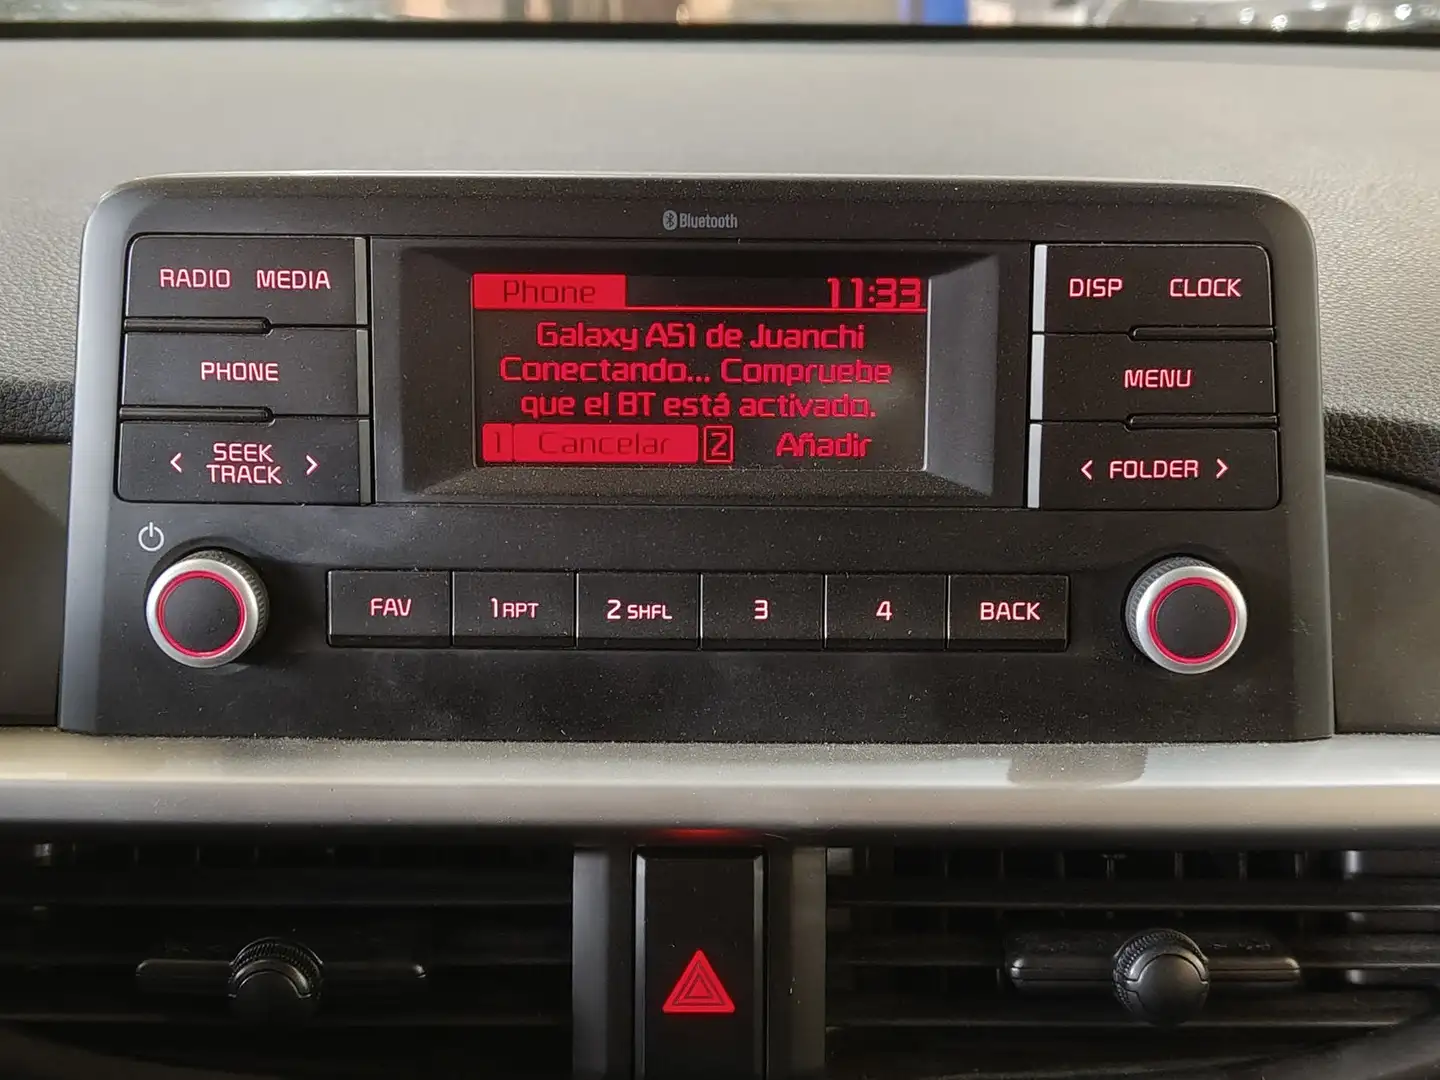 Bluetooth
RADIO MEDIA
PHONE
< SEEK TRACK >
Phone 11:33
Galaxy A51 de Juanchi
Conectando... Compruebe
que el BT está activado.
1 Cancelar 2 Añadir
DISP CLOCK
MENU
< FOLDER >
FAV 1 RPT 2 SHFL 3 4 BACK